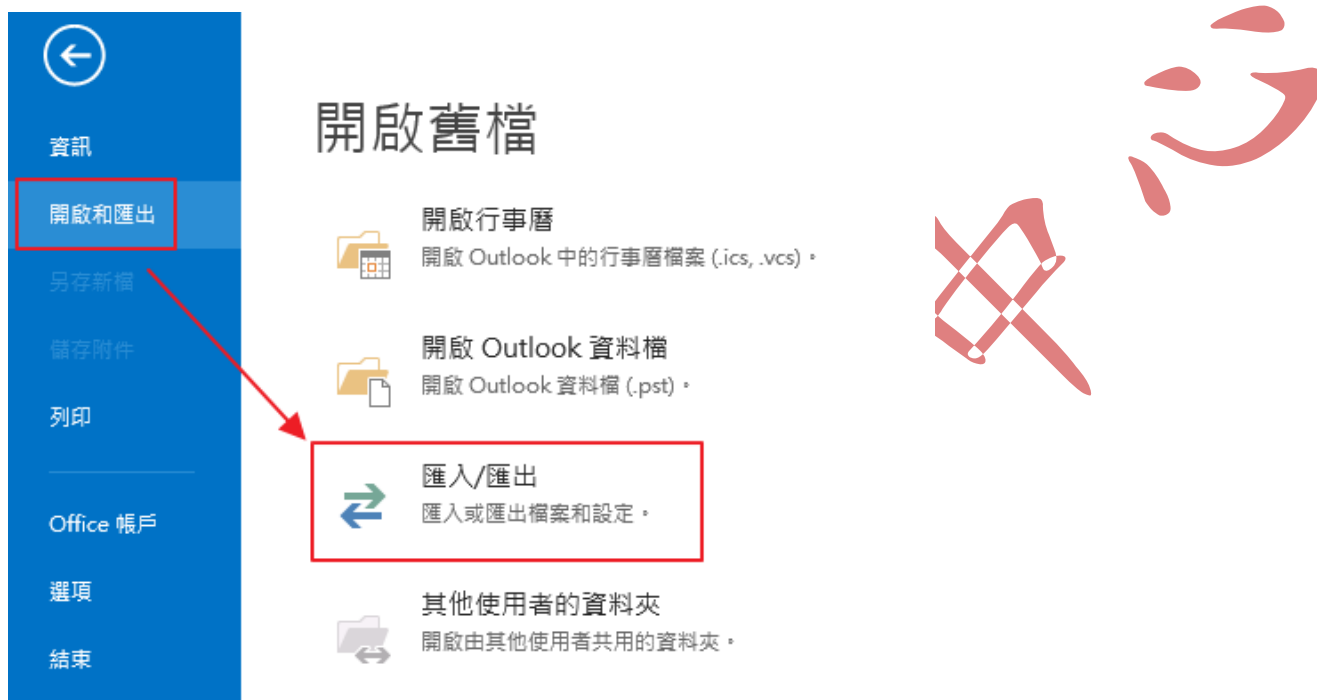 資訊
開啟和匯出
另存新檔
儲存附件
列印
Office 帳戶
選項
結束
開啟舊檔
開啟行事曆
開啟 Outlook 中的行事曆檔案 (.ics, .vcs)。
開啟 Outlook 資料檔
開啟 Outlook 資料檔 (.pst)。
匯入/匯出
匯入或匯出檔案和設定。
其他使用者的資料夾
開啟由其他使用者共用的資料夾。